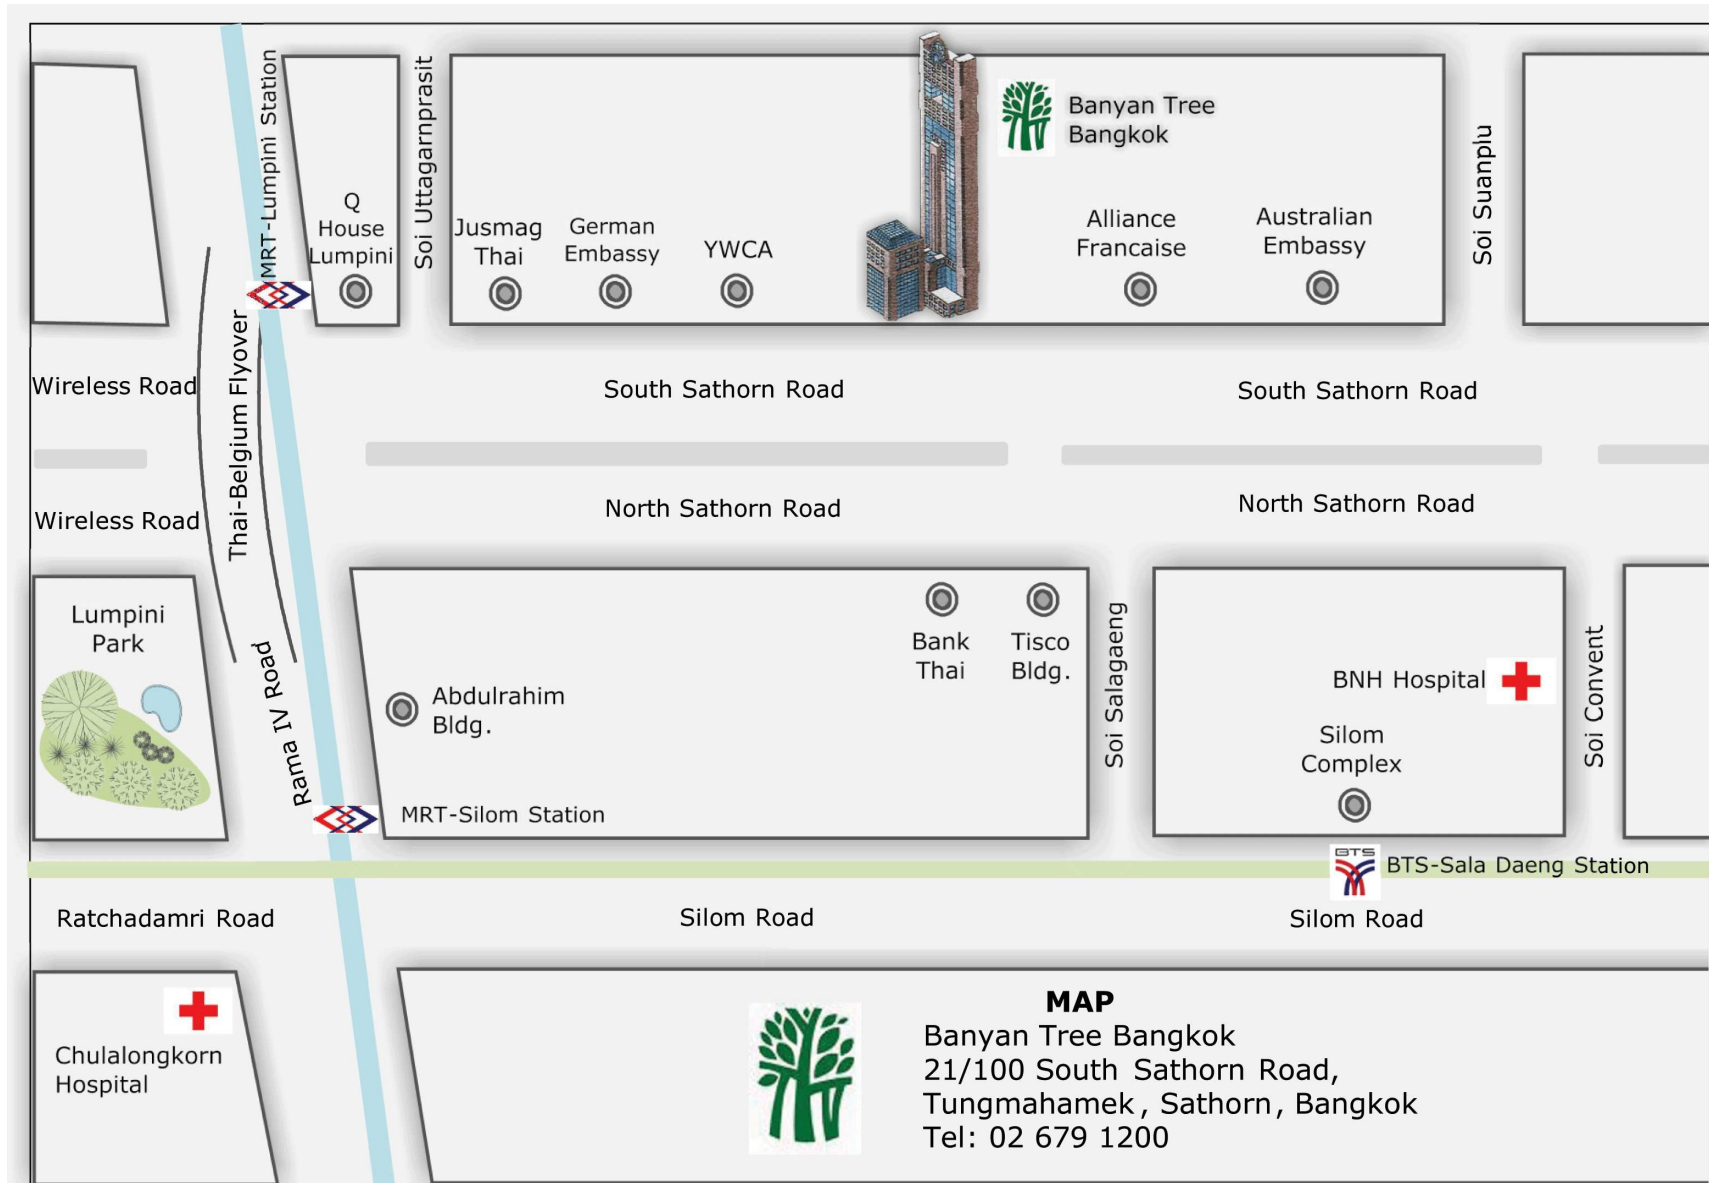 MRT-Lumpini Station
Soi Uttagarnprasit
Banyan Tree
Bangkok
Soi Suanplu
Q
House
Lumpini
Jusmag
Thai
German
Embassy
YWCA
Alliance
Francaise
Australian
Embassy
Wireless Road
Thai-Belgium Flyover
South Sathorn Road
South Sathorn Road
Wireless Road
North Sathorn Road
North Sathorn Road
Lumpini
Park
Rama IV Road
Abdulrahim
Bldg.
Bank
Thai
Tisco
Bldg.
Soi Salagaeng
BNH Hospital
Soi Convent
Silom
Complex
MRT-Silom Station
BTS
BTS-Sala Daeng Station
Ratchadamri Road
Silom Road
Silom Road
Chulalongkorn
Hospital
MAP
Banyan Tree Bangkok
21/100 South Sathorn Road,
Tungmahamek, Sathorn, Bangkok
Tel: 02 679 1200